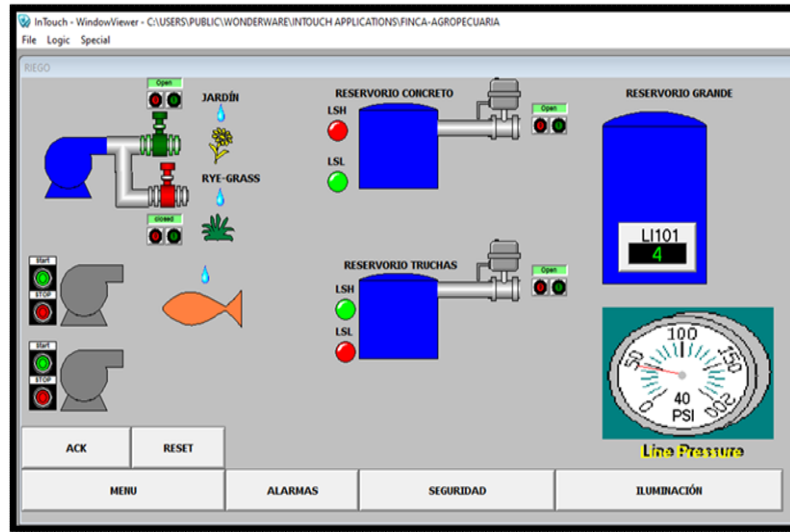 InTouch - WindowViewer - C:\USERS\PUBLIC\WONDERWARE\INTOUCH APPLICATIONS\FINCA-AGROPECUARIA
File Logic Special
RIEGO
Open
JARDÍN
RYE-GRASS
closed
RESERVORIO CONCRETO
LSH
LSL
Open
RESERVORIO GRANDE
LI101
4
Start
STOP
Start
STOP
RESERVORIO TRUCHAS
LSH
LSL
Open
0
50
100
150
200
40
PSI
Line Pressure
ACK
RESET
MENU
ALARMAS
SEGURIDAD
ILUMINACIÓN